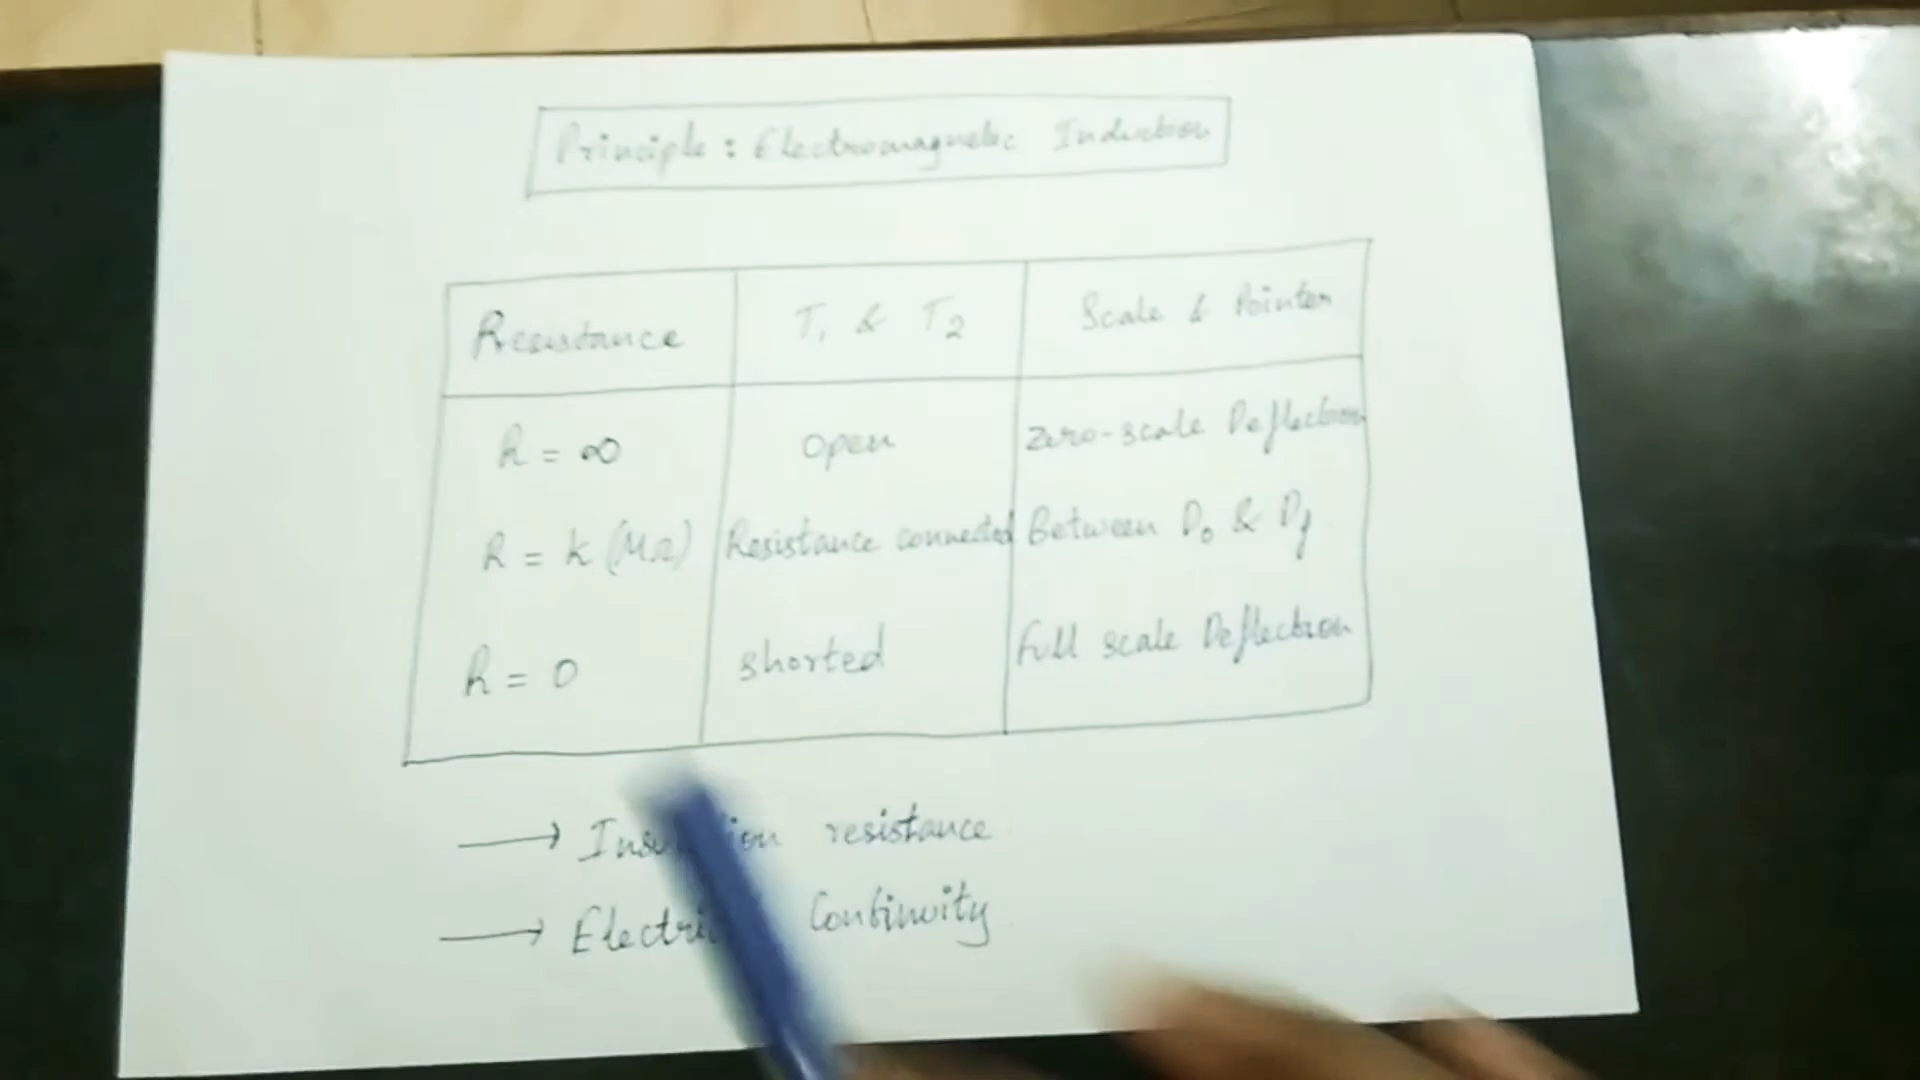 Principle : Electromagnetic Induction
Resistance T1 & T2 Scale & Pointer
R = ∞ open zero-scale Deflection
R = k (MΩ) Resistance connected Between D0 & Df
R = 0 shorted full scale Deflection
→ resistance
→ Continuity